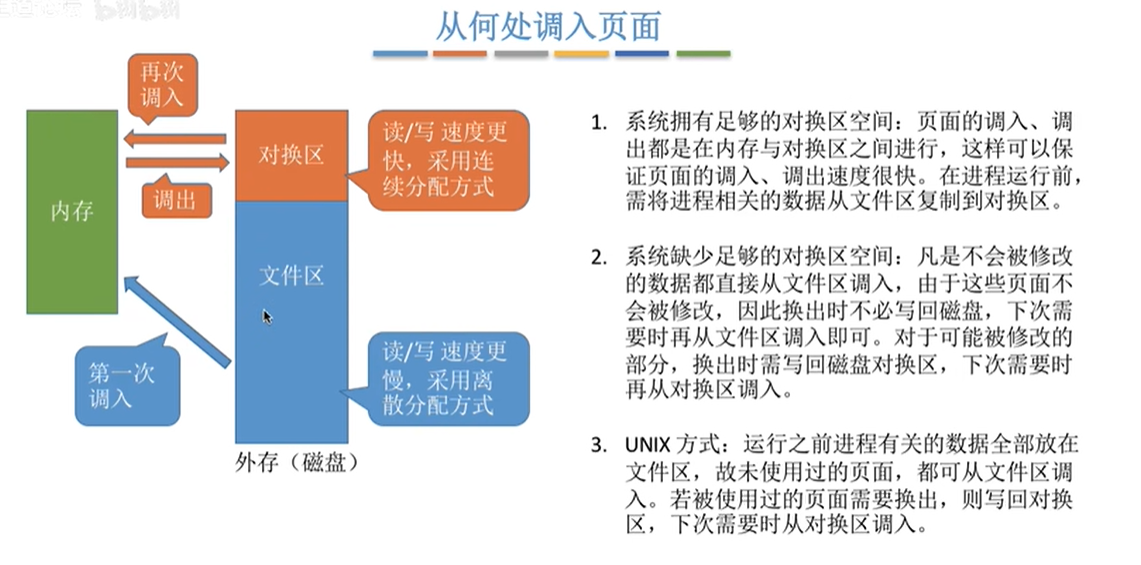 bilibili
从何处调入页面
再次
调入
调出
内存
对换区
文件区
第一次
调入
外存（磁盘）
读/写 速度更
快，采用连
续分配方式
读/写 速度更
慢，采用离
散分配方式
1. 系统拥有足够的对换区空间：页面的调入、调
出都是在内存与对换区之间进行，这样可以保
证页面的调入、调出速度很快。在进程运行前，
需将进程相关的数据从文件区复制到对换区。
2. 系统缺少足够的对换区空间：凡是不会被修改
的数据都直接从文件区调入，由于这些页面不
会被修改，因此换出时不必写回磁盘，下次需
要时再从文件区调入即可。对于可能被修改的
部分，换出时需写回磁盘对换区，下次需要时
再从对换区调入。
3. UNIX 方式：运行之前进程有关的数据全部放在
文件区，故未使用过的页面，都可从文件区调
入。若被使用过的页面需要换出，则写回对换
区，下次需要时从对换区调入。